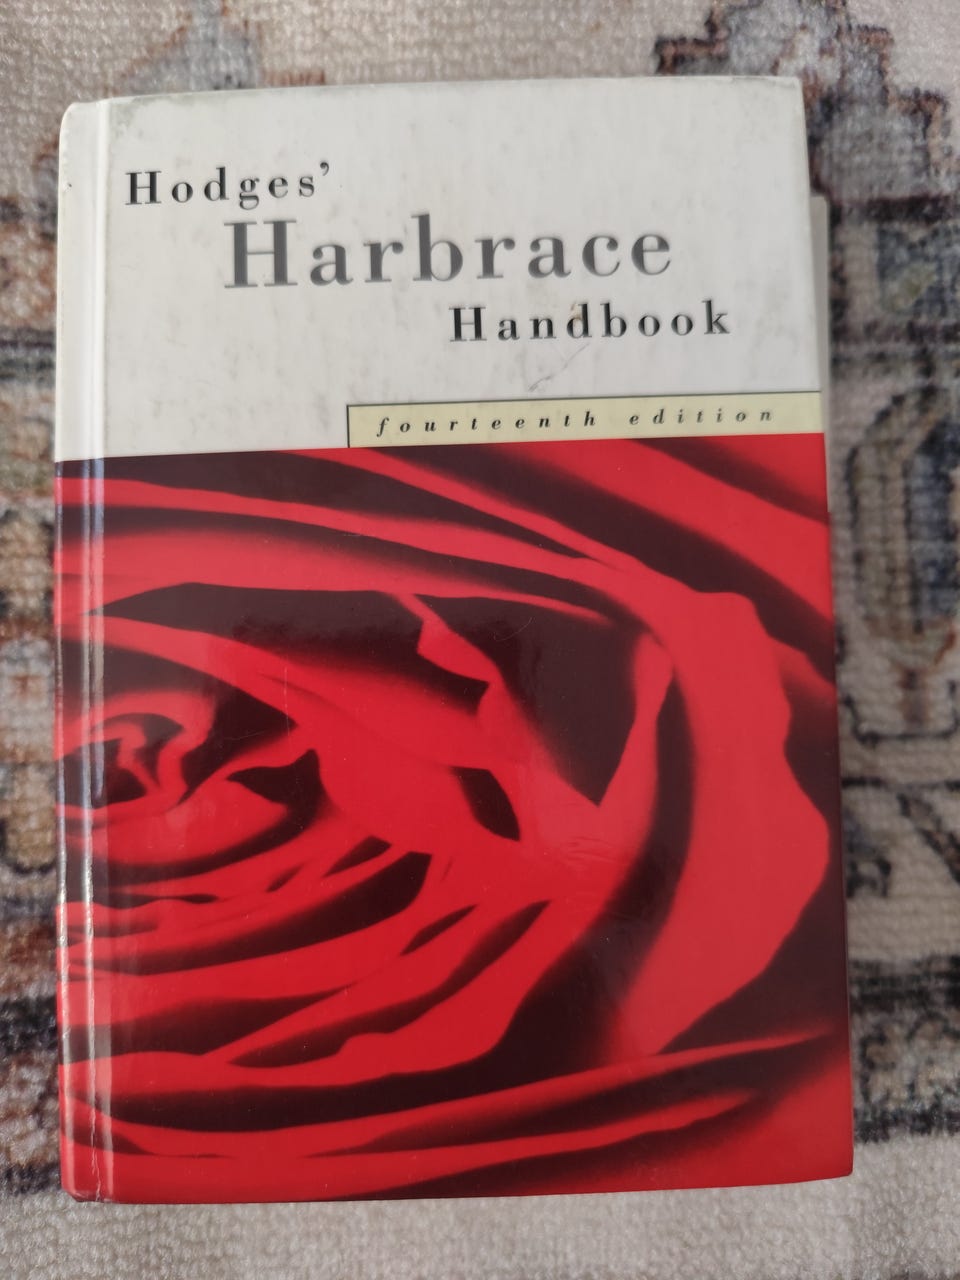 Hodges’
Harbrace
Handbook
fourteenth edition